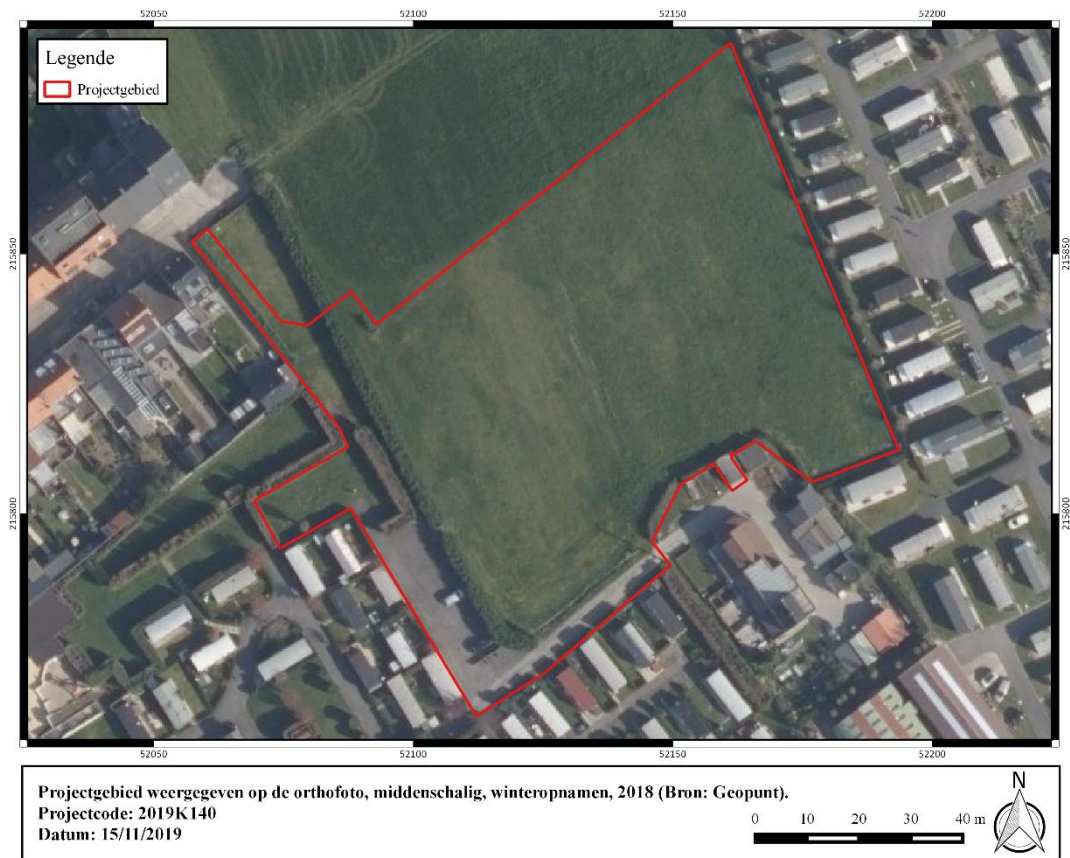 52050 52100 52150 52200
Legende
Projectgebied
215850 215850
215800 215800
52050 52100 52150 52200
Projectgebied weergegeven op de orthofoto, middenschalig, winteropnamen, 2018 (Bron: Geopunt).
Projectcode: 2019K140
Datum: 15/11/2019
0 10 20 30 40 m
N